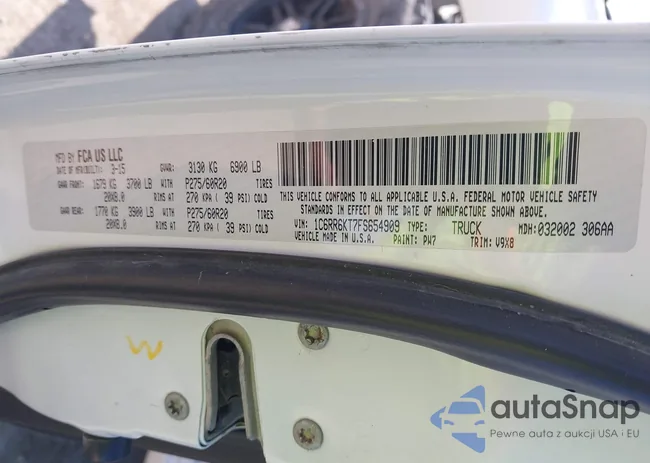 MFD BY FCA US LLC
DATE OF MFR(BUILT): 3-15 GVWR: 3130 KG 6900 LB
GAWR FRONT: 1679 KG 3700 LB WITH P275/60R20 TIRES
20X8.0 RIMS AT 270 KPA ( 39 PSI) COLD
GAWR REAR: 1770 KG 3900 LB WITH P275/60R20 TIRES
20X8.0 RIMS AT 270 KPA ( 39 PSI) COLD
THIS VEHICLE CONFORMS TO ALL APPLICABLE U.S.A. FEDERAL MOTOR VEHICLE SAFETY
STANDARDS IN EFFECT ON THE DATE OF MANUFACTURE SHOWN ABOVE.
VIN: 1C6RR6KT7FS654909 TYPE: TRUCK MDH: 032002 306AA
VEHICLE MADE IN U.S.A. PAINT: PW7 TRIM: V9X8
W
autaSnap
Pewne auta z aukcji USA i EU